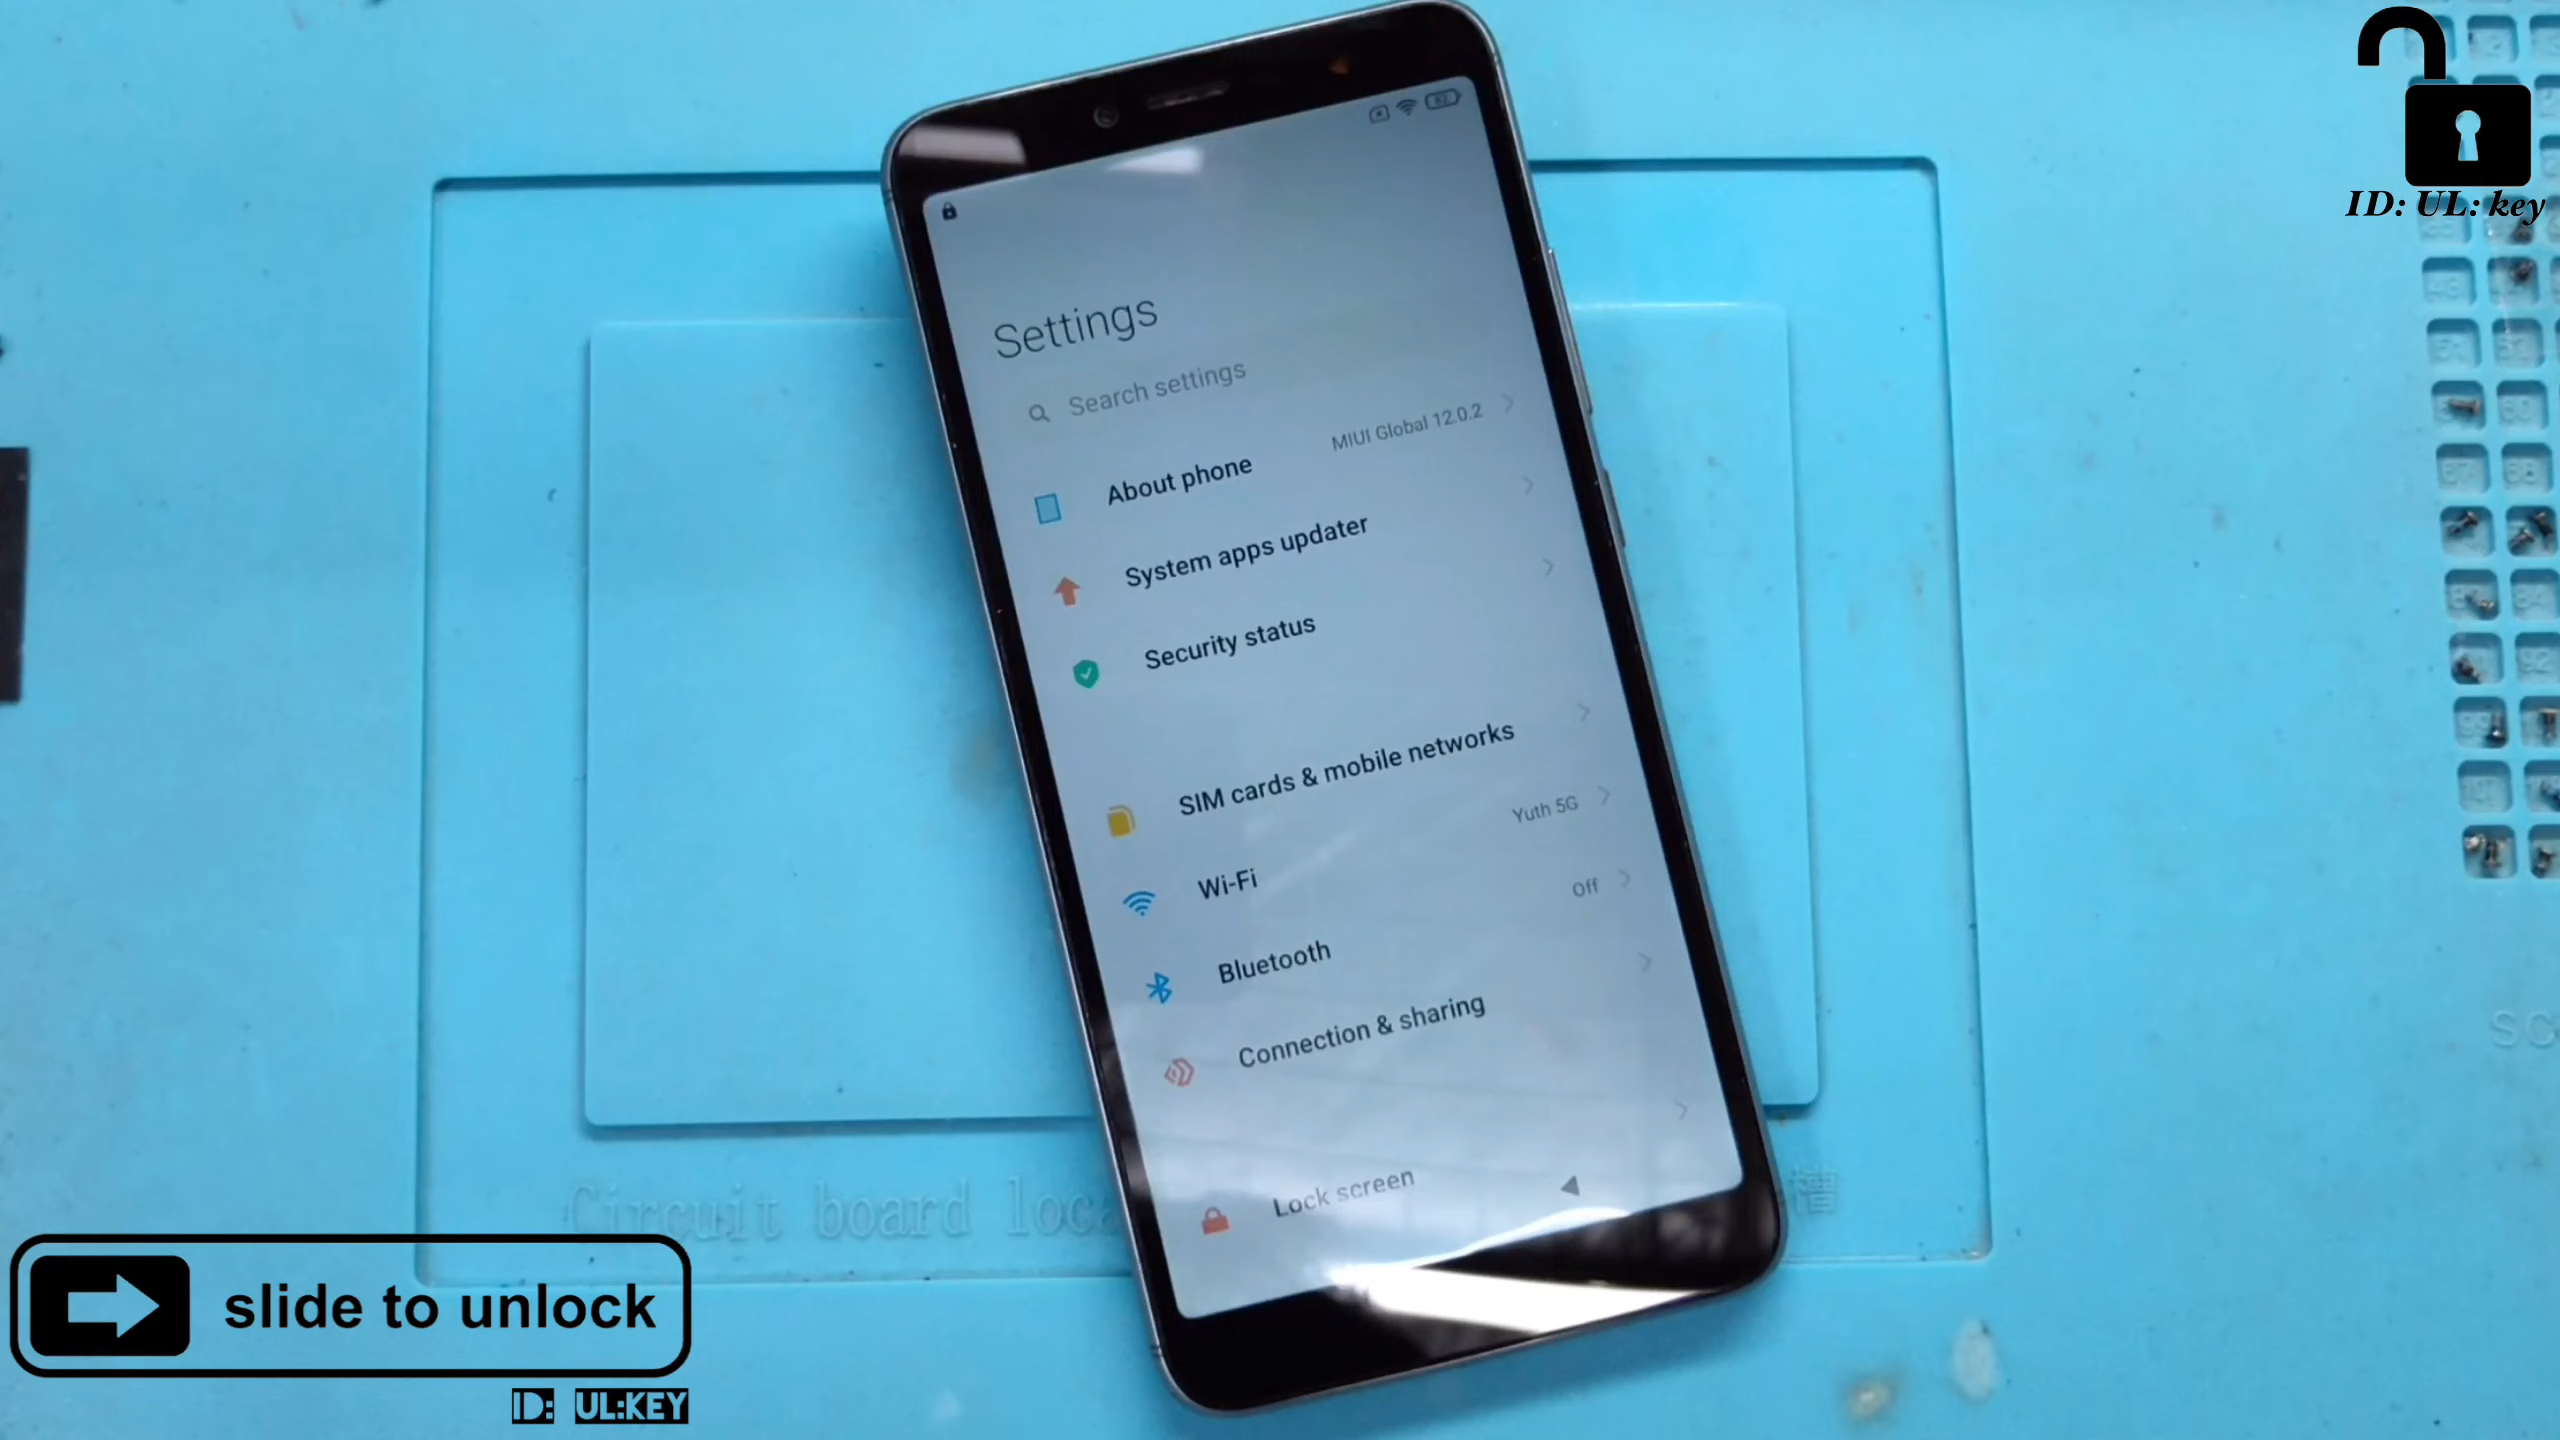 ID: UL: key
Settings
Search settings
About phone
MIUI Global 12.0.2
System apps updater
Security status
SIM cards & mobile networks
Wi-Fi
Yuth 5G
Bluetooth
Off
Connection & sharing
Lock screen
Circuit board loca
槽
slide to unlock
ID: UL:KEY
SC